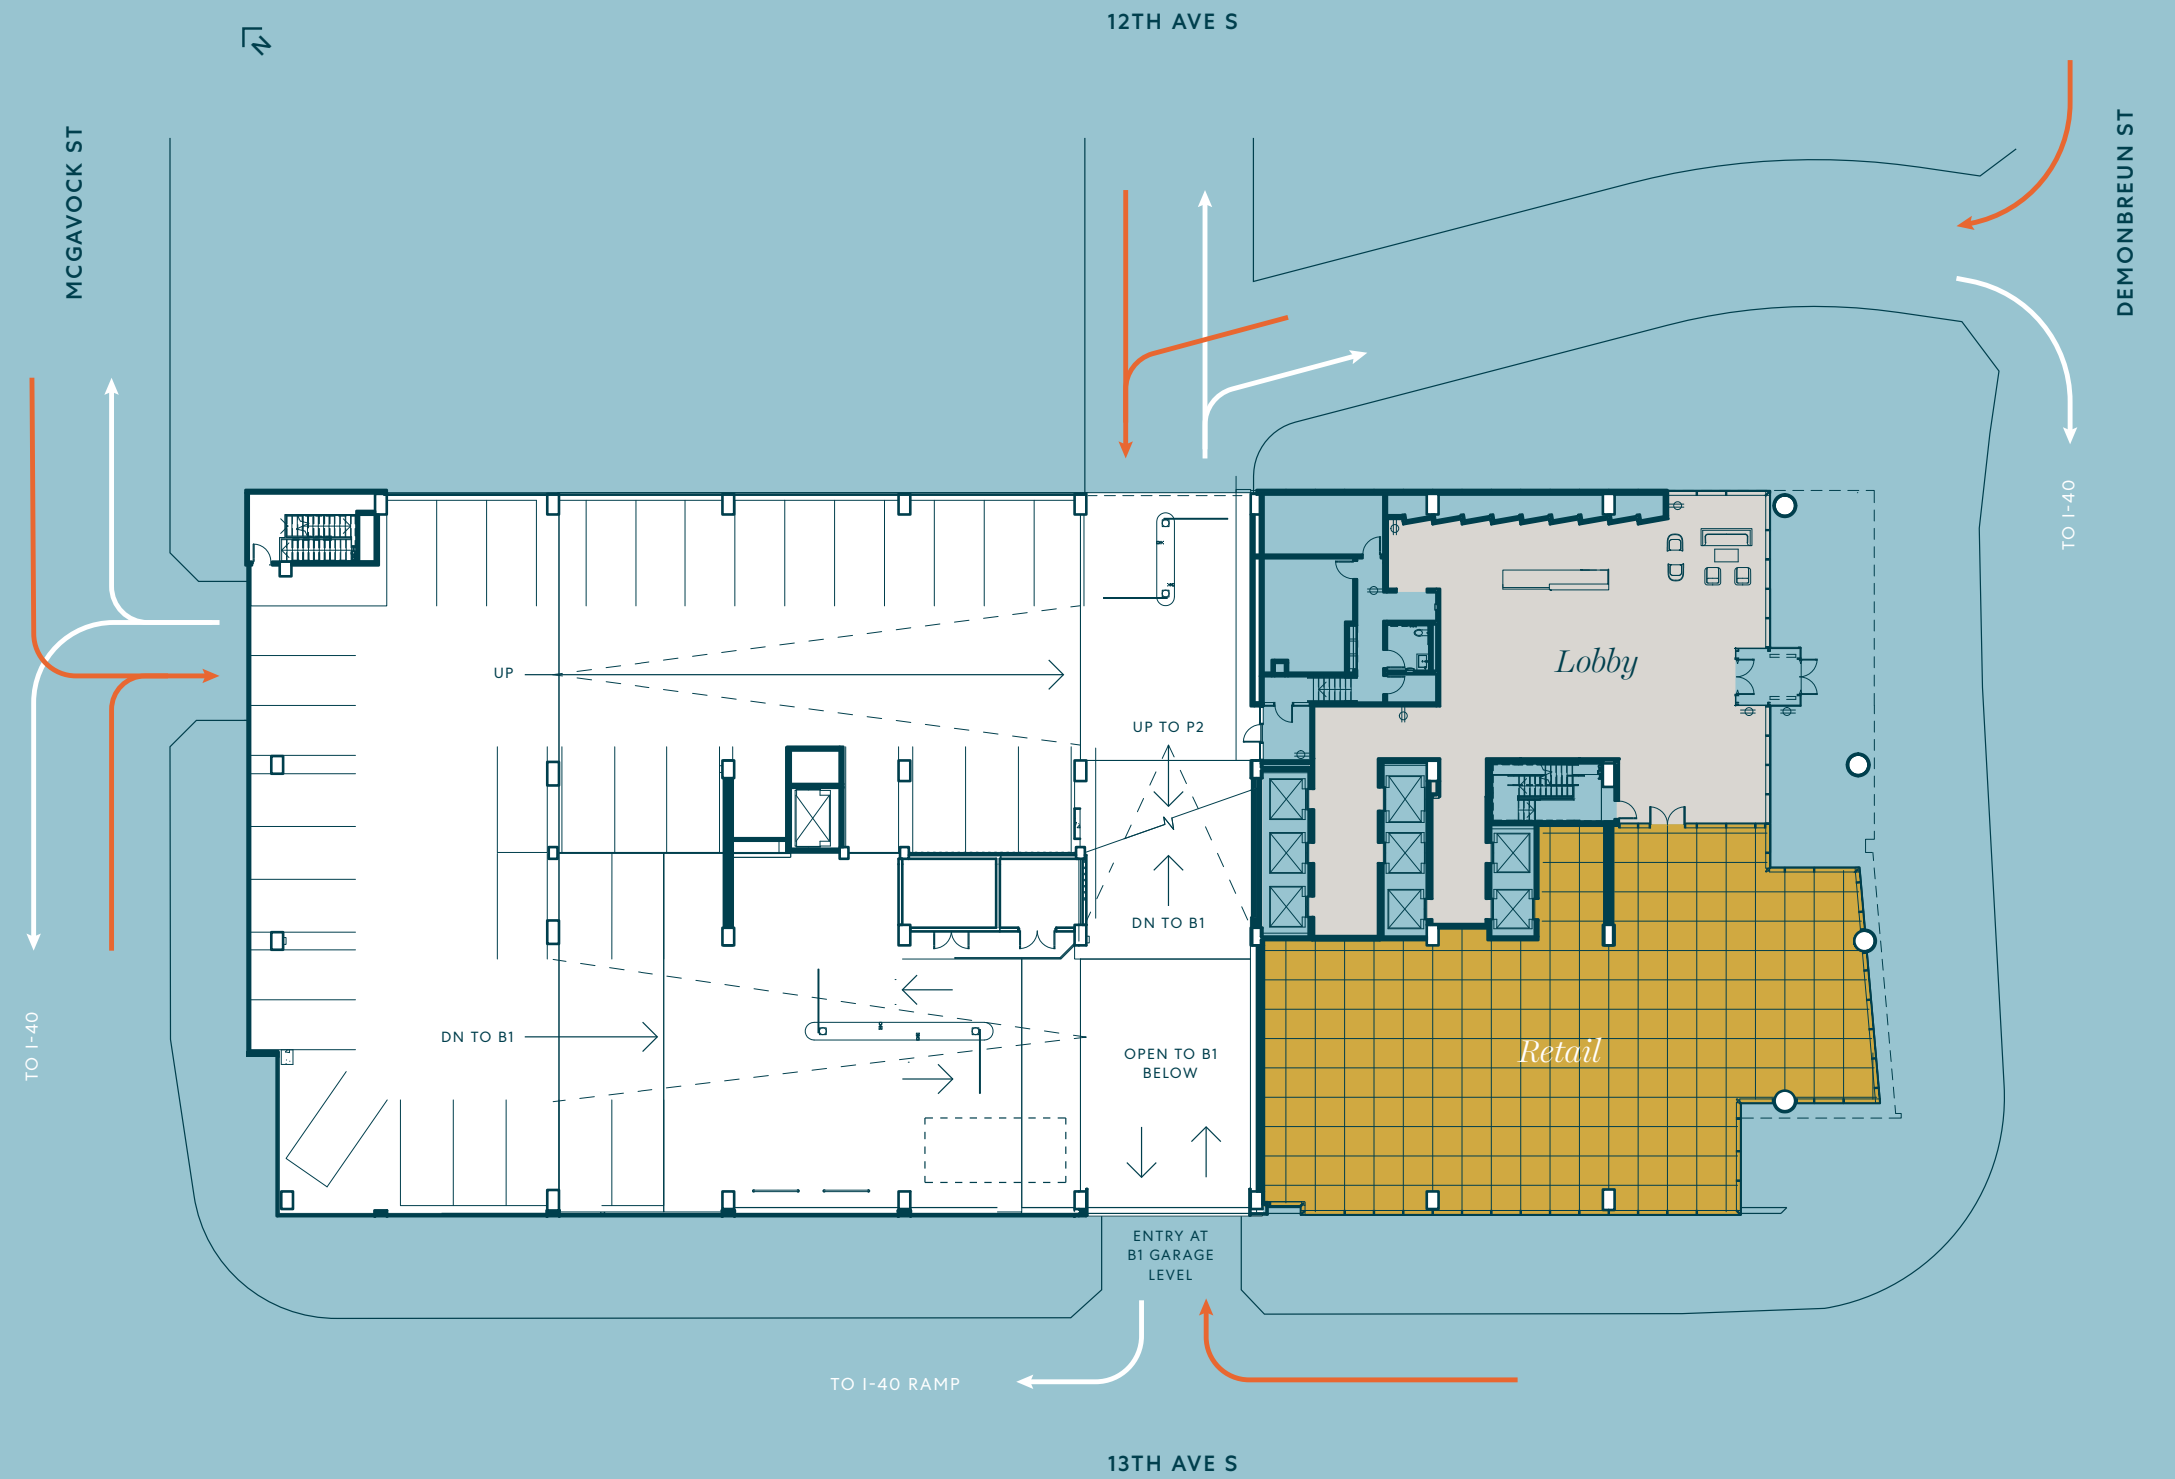 12TH AVE S
N
MCGAVOCK ST
DEMONBREUN ST
TO I-40
UP
Lobby
UP TO P2
N
DN TO B1
TO I-40
DN TO B1
OPEN TO B1
BELOW
Retail
ENTRY AT
B1 GARAGE
LEVEL
TO I-40 RAMP
13TH AVE S